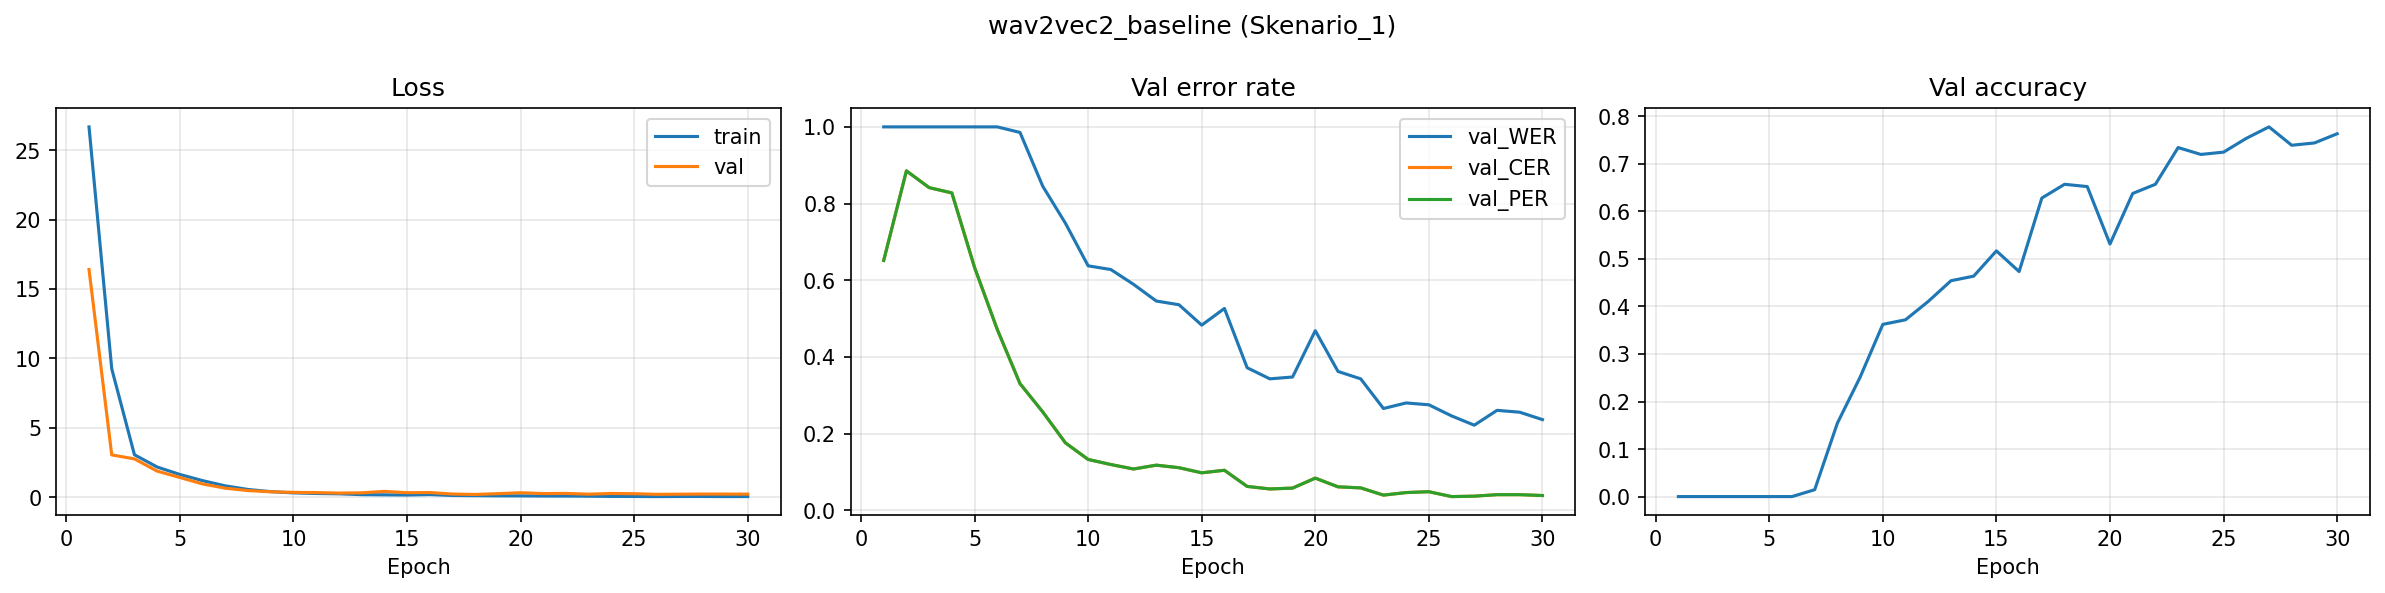 wav2vec2_baseline (Skenario_1)
Loss
train
val
25
20
15
10
5
0
0 5 10 15 20 25 30
Epoch
Val error rate
val_WER
val_CER
val_PER
1.0
0.8
0.6
0.4
0.2
0.0
0 5 10 15 20 25 30
Epoch
Val accuracy
0.8
0.7
0.6
0.5
0.4
0.3
0.2
0.1
0.0
0 5 10 15 20 25 30
Epoch